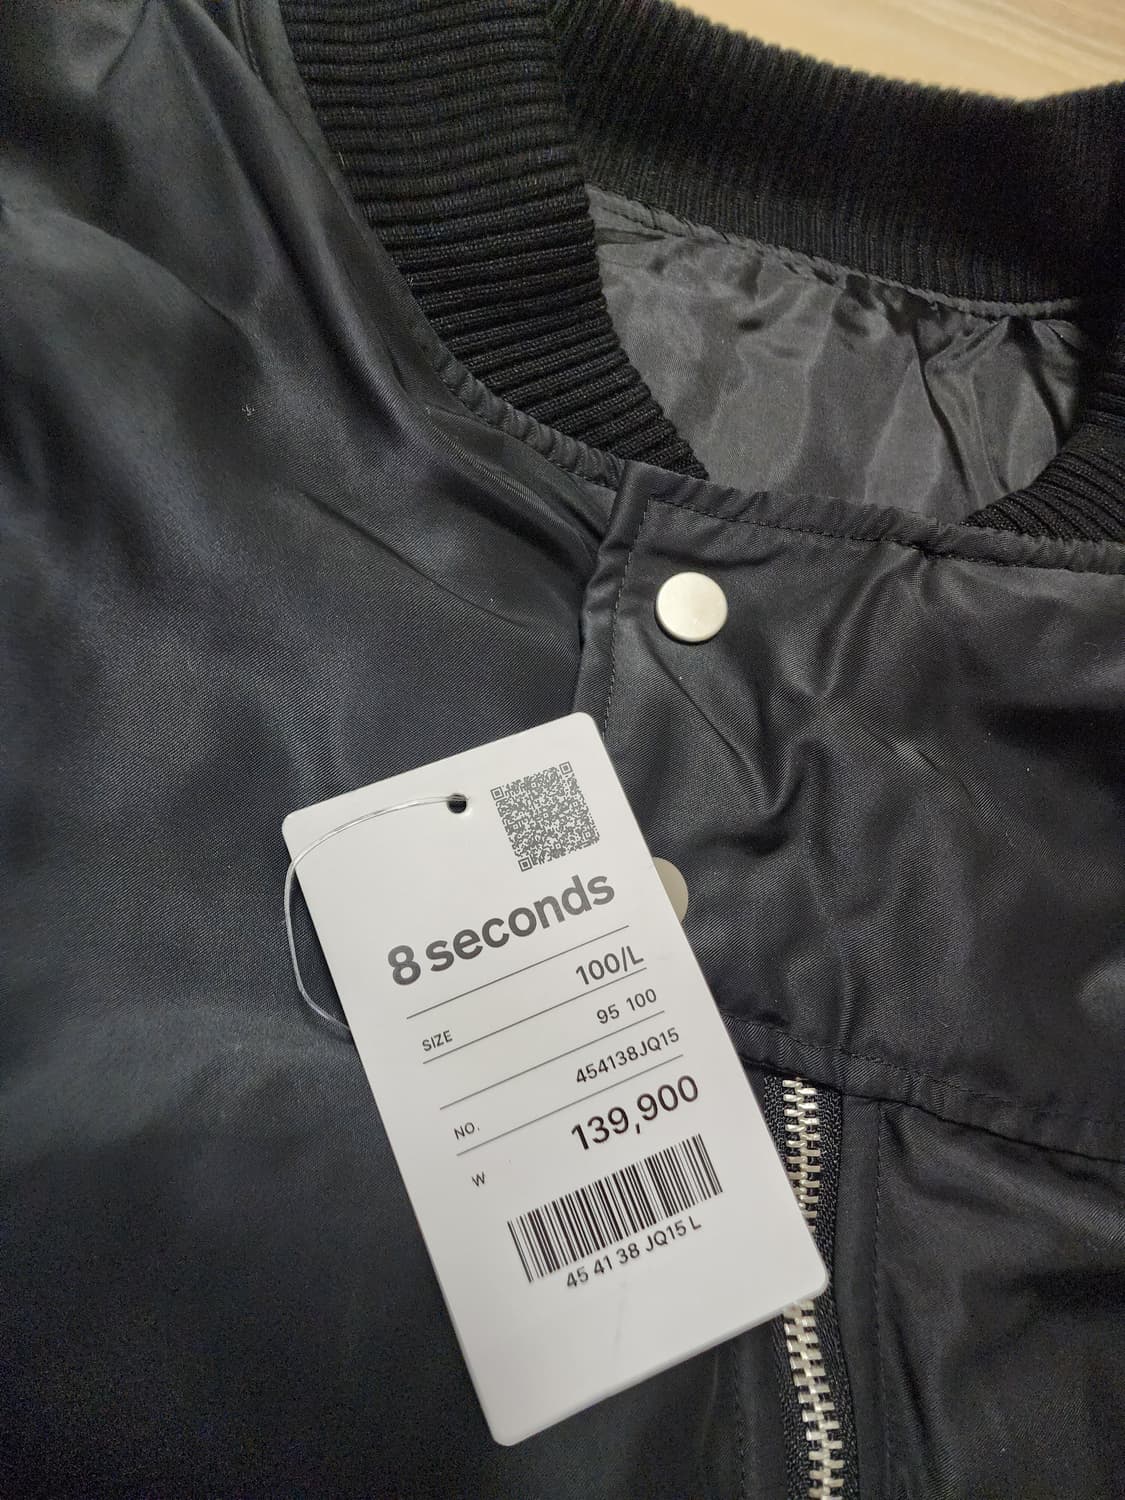 8 seconds
100/L
SIZE 95 100
454138JQ15
NO. 139,900
W
45 41 38 JQ15 L